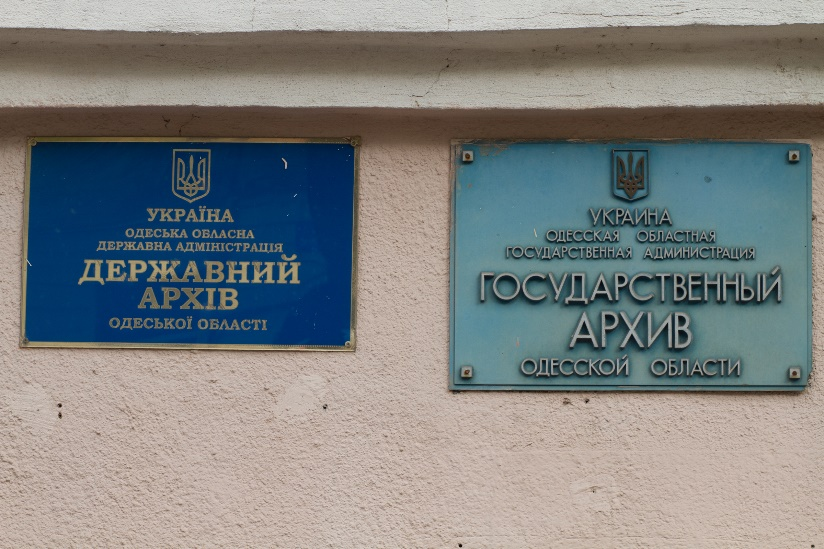 УКРАЇНА
ОДЕСЬКА ОБЛАСНА
ДЕРЖАВНА АДМІНІСТРАЦІЯ
ДЕРЖАВНИЙ
АРХІВ
ОДЕСЬКОЇ ОБЛАСТІ
УКРАИНА
ОДЕССКАЯ ОБЛАСТНАЯ
ГОСУДАРСТВЕННАЯ АДМИНИСТРАЦИЯ
ГОСУДАРСТВЕННЫЙ
АРХИВ
ОДЕССКОЙ ОБЛАСТИ